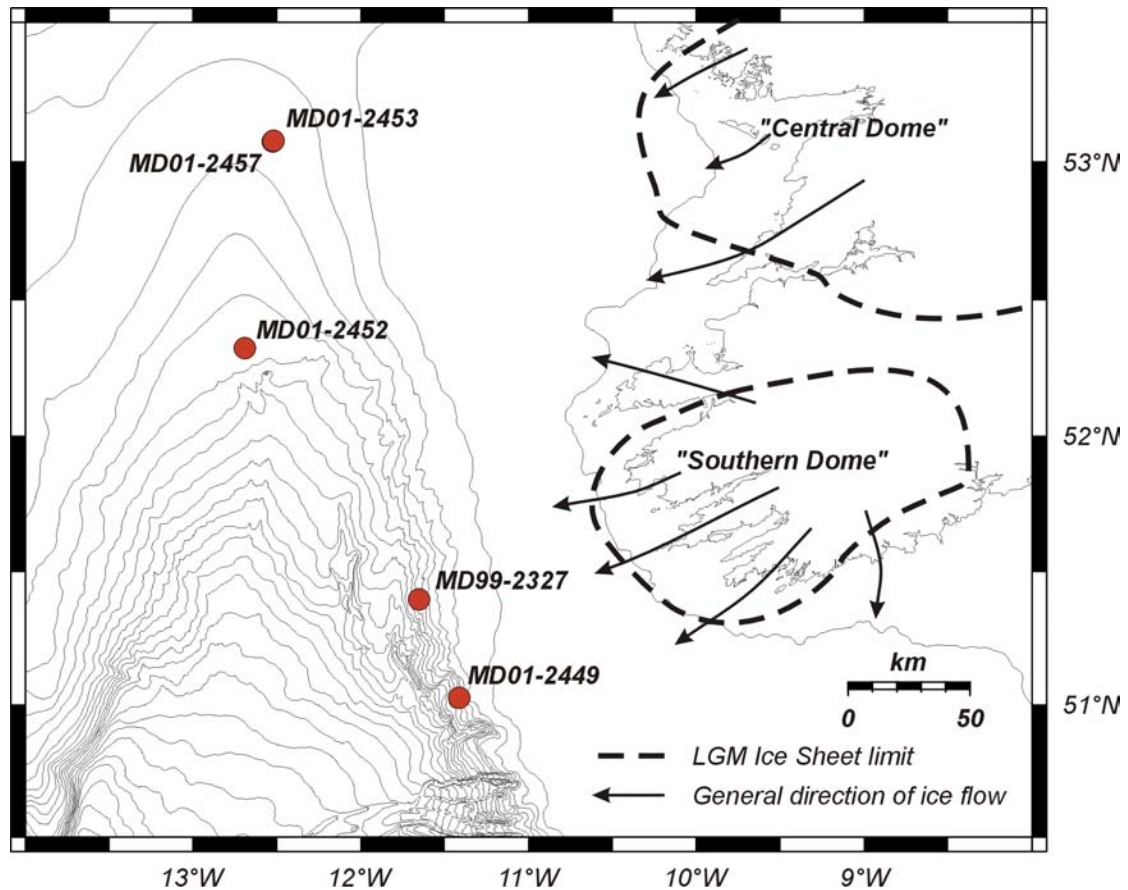 MD01-2453
"Central Dome"
MD01-2457
53°N
MD01-2452
52°N
"Southern Dome"
MD99-2327
MD01-2449
km
51°N
0 50
LGM Ice Sheet limit
General direction of ice flow
13°W 12°W 11°W 10°W 9°W